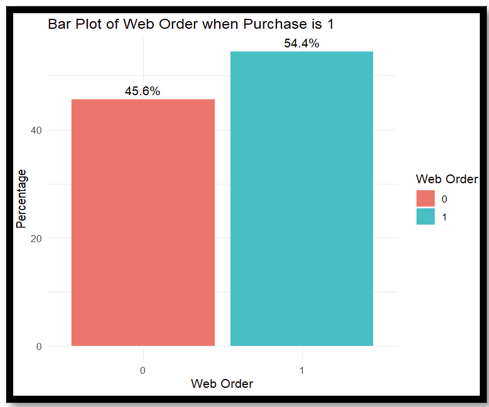 Bar Plot of Web Order when Purchase is 1
54.4%
45.6%
40
20
0
Percentage
0
1
Web Order
Web Order
0
1